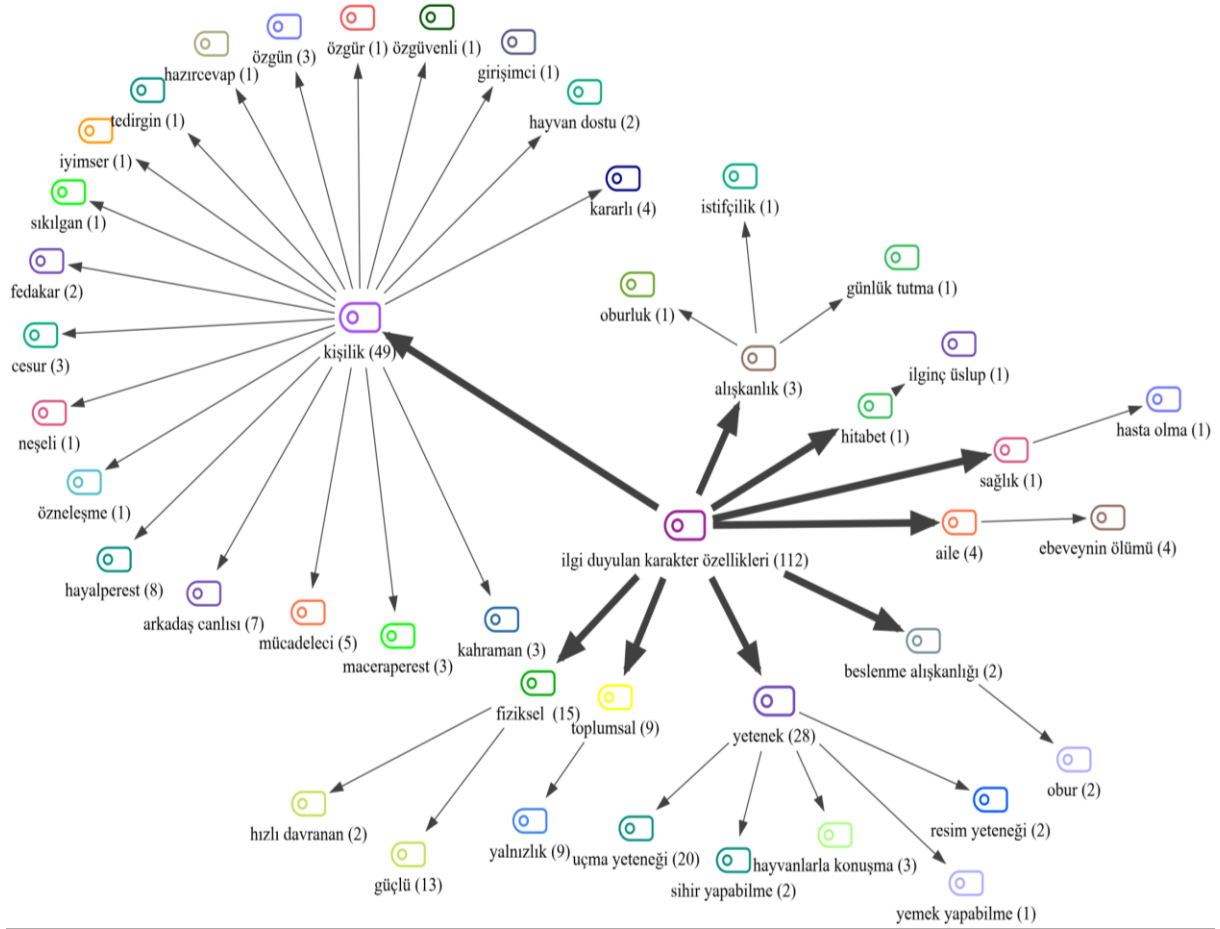 özgün (3)
özgür (1)
özgüvenli (1)
hazırcevap (1)
girişimci (1)
tedirgin (1)
hayvan dostu (2)
iyimser (1)
kararlı (4)
istifçilik (1)
sıkılgan (1)
fedakar (2)
günlük tutma (1)
oburluk (1)
cesur (3)
kişilik (49)
alışkanlık (3)
ilginç üslup (1)
hitabet (1)
hasta olma (1)
neşeli (1)
sağlık (1)
özneleşme (1)
aile (4)
ebeveynin ölümü (4)
ilgi duyulan karakter özellikleri (112)
hayalperest (8)
arkadaş canlısı (7)
mücadeleci (5)
maceraperest (3)
kahraman (3)
beslenme alışkanlığı (2)
fiziksel (15)
toplumsal (9)
yetenek (28)
obur (2)
hızlı davranan (2)
güçlü (13)
yalnızlık (9)
uçma yeteneği (20)
sihir yapabilme (2)
hayvanlarla konuşma (3)
resim yeteneği (2)
yemek yapabilme (1)